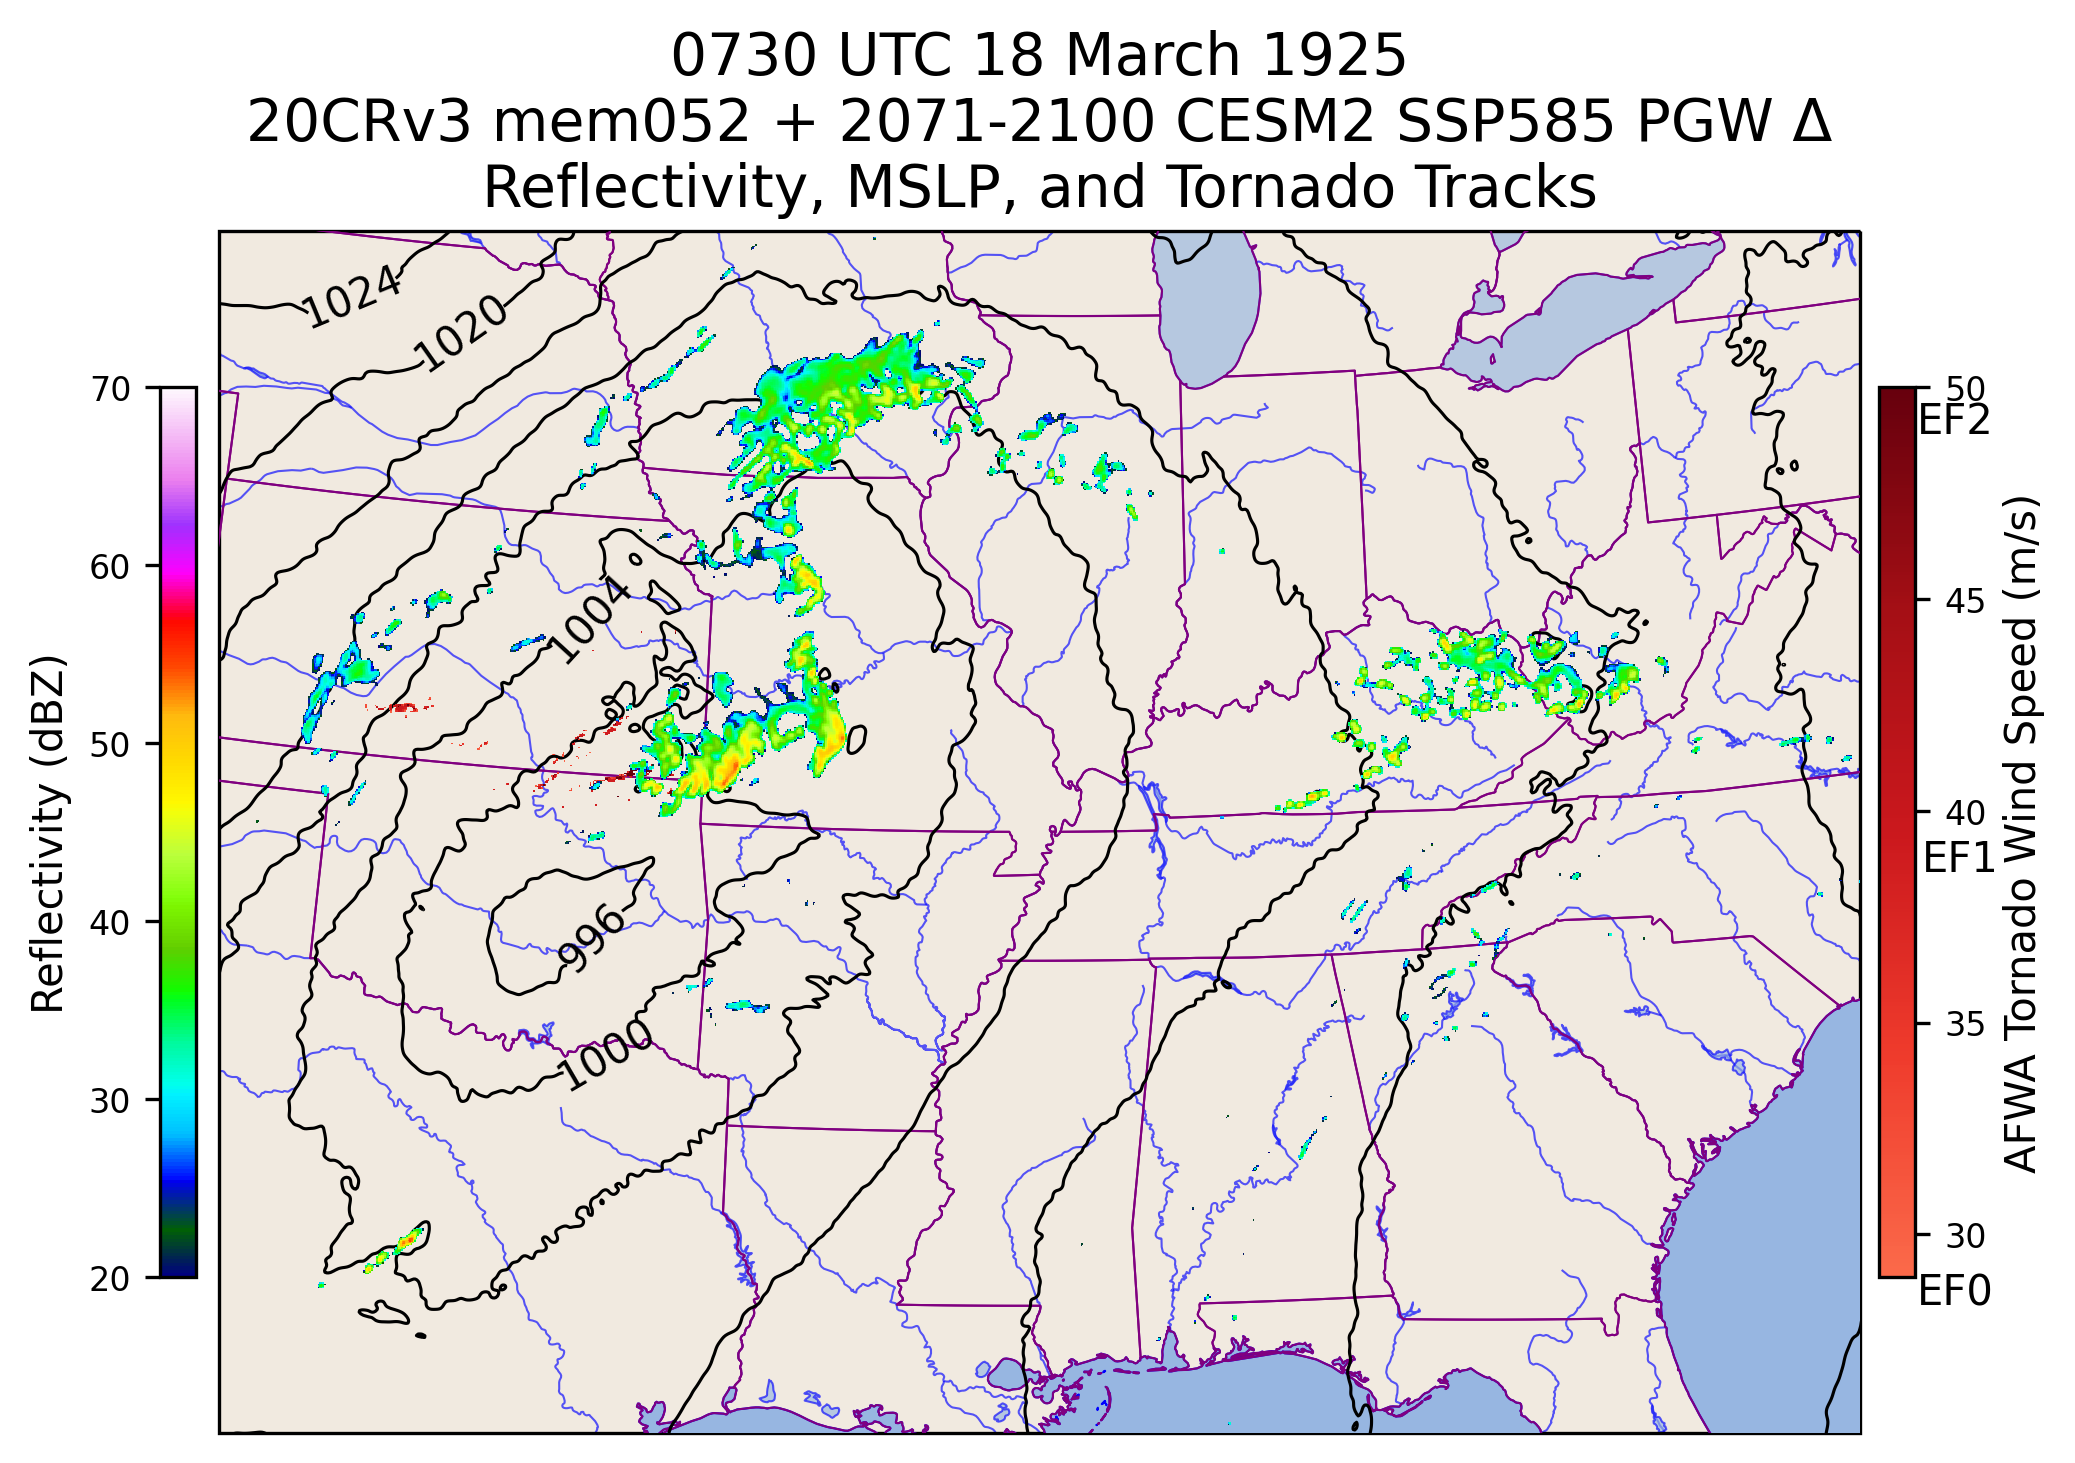 0730 UTC 18 March 1925
20CRv3 mem052 + 2071-2100 CESM2 SSP585 PGW Δ
Reflectivity, MSLP, and Tornado Tracks
1024
1020
1004
996
1000
70
60
50
40
30
20
Reflectivity (dBZ)
50
EF2
45
40
EF1
35
30
EF0
AFWA Tornado Wind Speed (m/s)